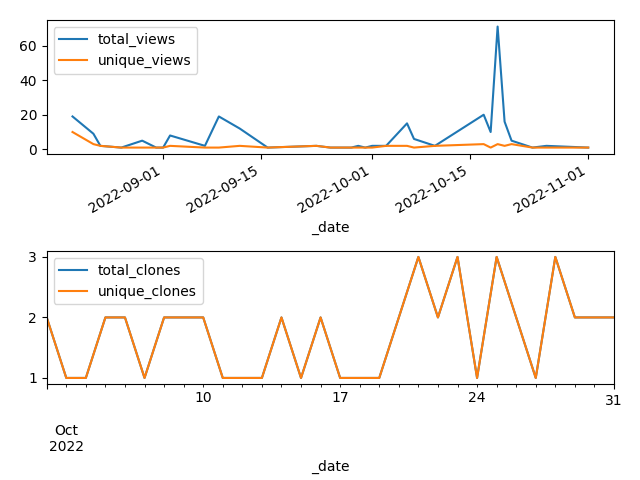 total_views
unique_views
60
40
20
0
2022-09-01
2022-09-15
2022-10-01
2022-10-15
2022-11-01
_date
total_clones
unique_clones
3
2
1
10
17
24
31
Oct
2022
_date